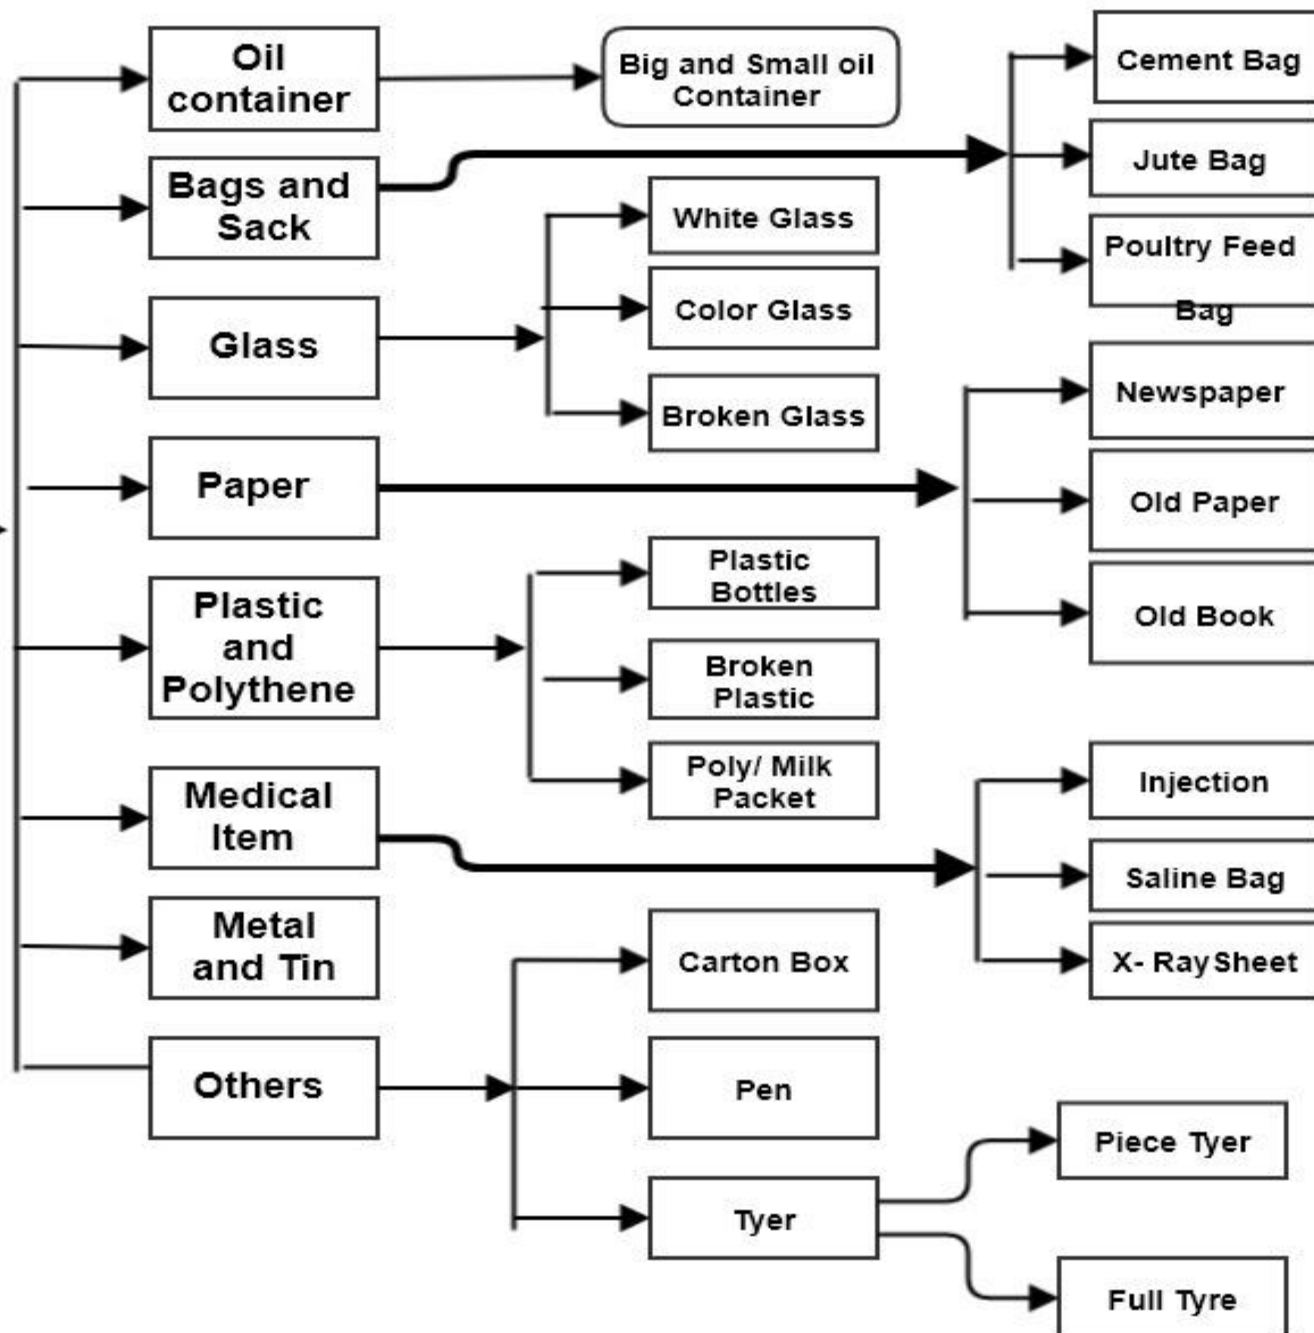 Oil
container
Big and Small oil
Container
Cement Bag
Bags and
Sack
Jute Bag
Poultry Feed
Bag
White Glass
Color Glass
Broken Glass
Glass
Paper
Newspaper
Old Paper
Old Book
Plastic
and
Polythene
Plastic
Bottles
Broken
Plastic
Poly/ Milk
Packet
Medical
Item
Injection
Saline Bag
X- Ray Sheet
Metal
and Tin
Others
Carton Box
Pen
Tyer
Piece Tyer
Full Tyre